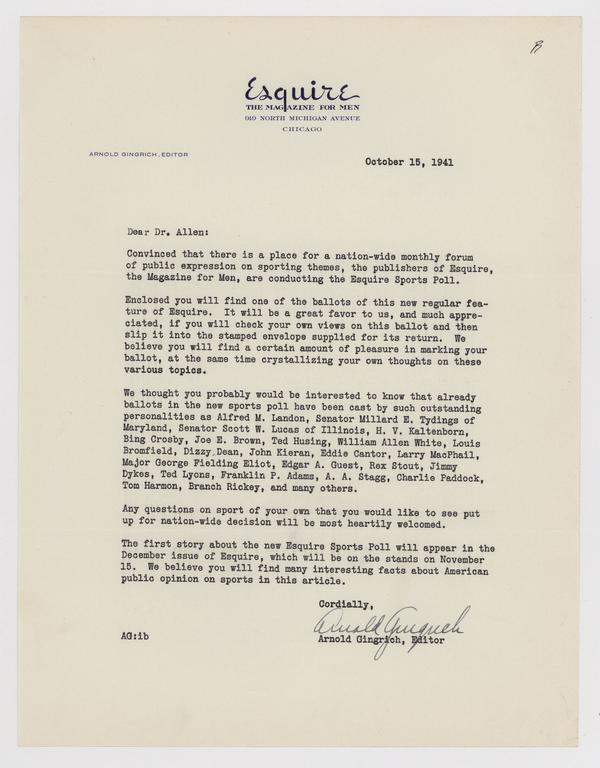 Esquire
THE MAGAZINE FOR MEN
919 NORTH MICHIGAN AVENUE
CHICAGO
ARNOLD GINGRICH, EDITOR
October 15, 1941
Dear Dr. Allen:
Convinced that there is a place for a nation-wide monthly forum
of public expression on sporting themes, the publishers of Esquire,
the Magazine for Men, are conducting the Esquire Sports Poll.
Enclosed you will find one of the ballots of this new regular fea-
ture of Esquire. It will be a great favor to us, and much appre-
ciated, if you will check your own views on this ballot and then
slip it into the stamped envelope supplied for its return. We
believe you will find a certain amount of pleasure in marking your
ballot, at the same time crystallizing your own thoughts on these
various topics.
We thought you probably would be interested to know that already
ballots in the new sports poll have been cast by such outstanding
personalities as Alfred M. Landon, Senator Millard E. Tydings of
Maryland, Senator Scott W. Lucas of Illinois, H. V. Kaltenborn,
Bing Crosby, Joe E. Brown, Ted Husing, William Allen White, Louis
Bromfield, Dizzy Dean, John Kieran, Eddie Cantor, Larry MacPhail,
Major George Fielding Eliot, Edgar A. Guest, Rex Stout, Jimmy
Dykes, Ted Lyons, Franklin P. Adams, A. A. Stagg, Charlie Paddock,
Tom Harmon, Branch Rickey, and many others.
Any questions on sport of your own that you would like to see put
up for nation-wide decision will be most heartily welcomed.
The first story about the new Esquire Sports Poll will appear in the
December issue of Esquire, which will be on the stands on November
15. We believe you will find many interesting facts about American
public opinion on sports in this article.
Cordially,
Arnold Gingrich
AG:ib
Arnold Gingrich, Editor